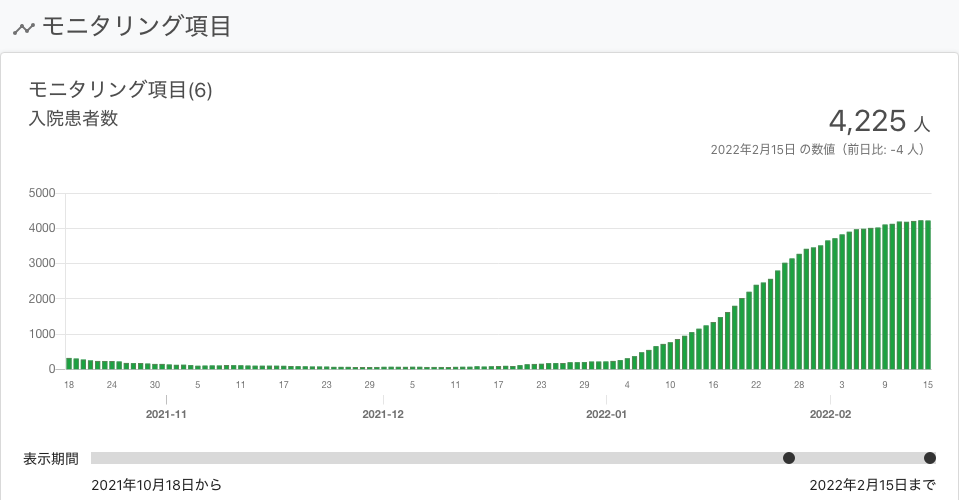 モニタリング項目
モニタリング項目(6)
入院患者数
4,225 人
2022年2月15日 の数値（前日比: -4 人）
5000
4000
3000
2000
1000
0
18 24 30 5 11 17 23 29 5 11 17 23 29 4 10 16 22 28 3 9 15
2021-11 2021-12 2022-01 2022-02
表示期間
2021年10月18日から 2022年2月15日まで